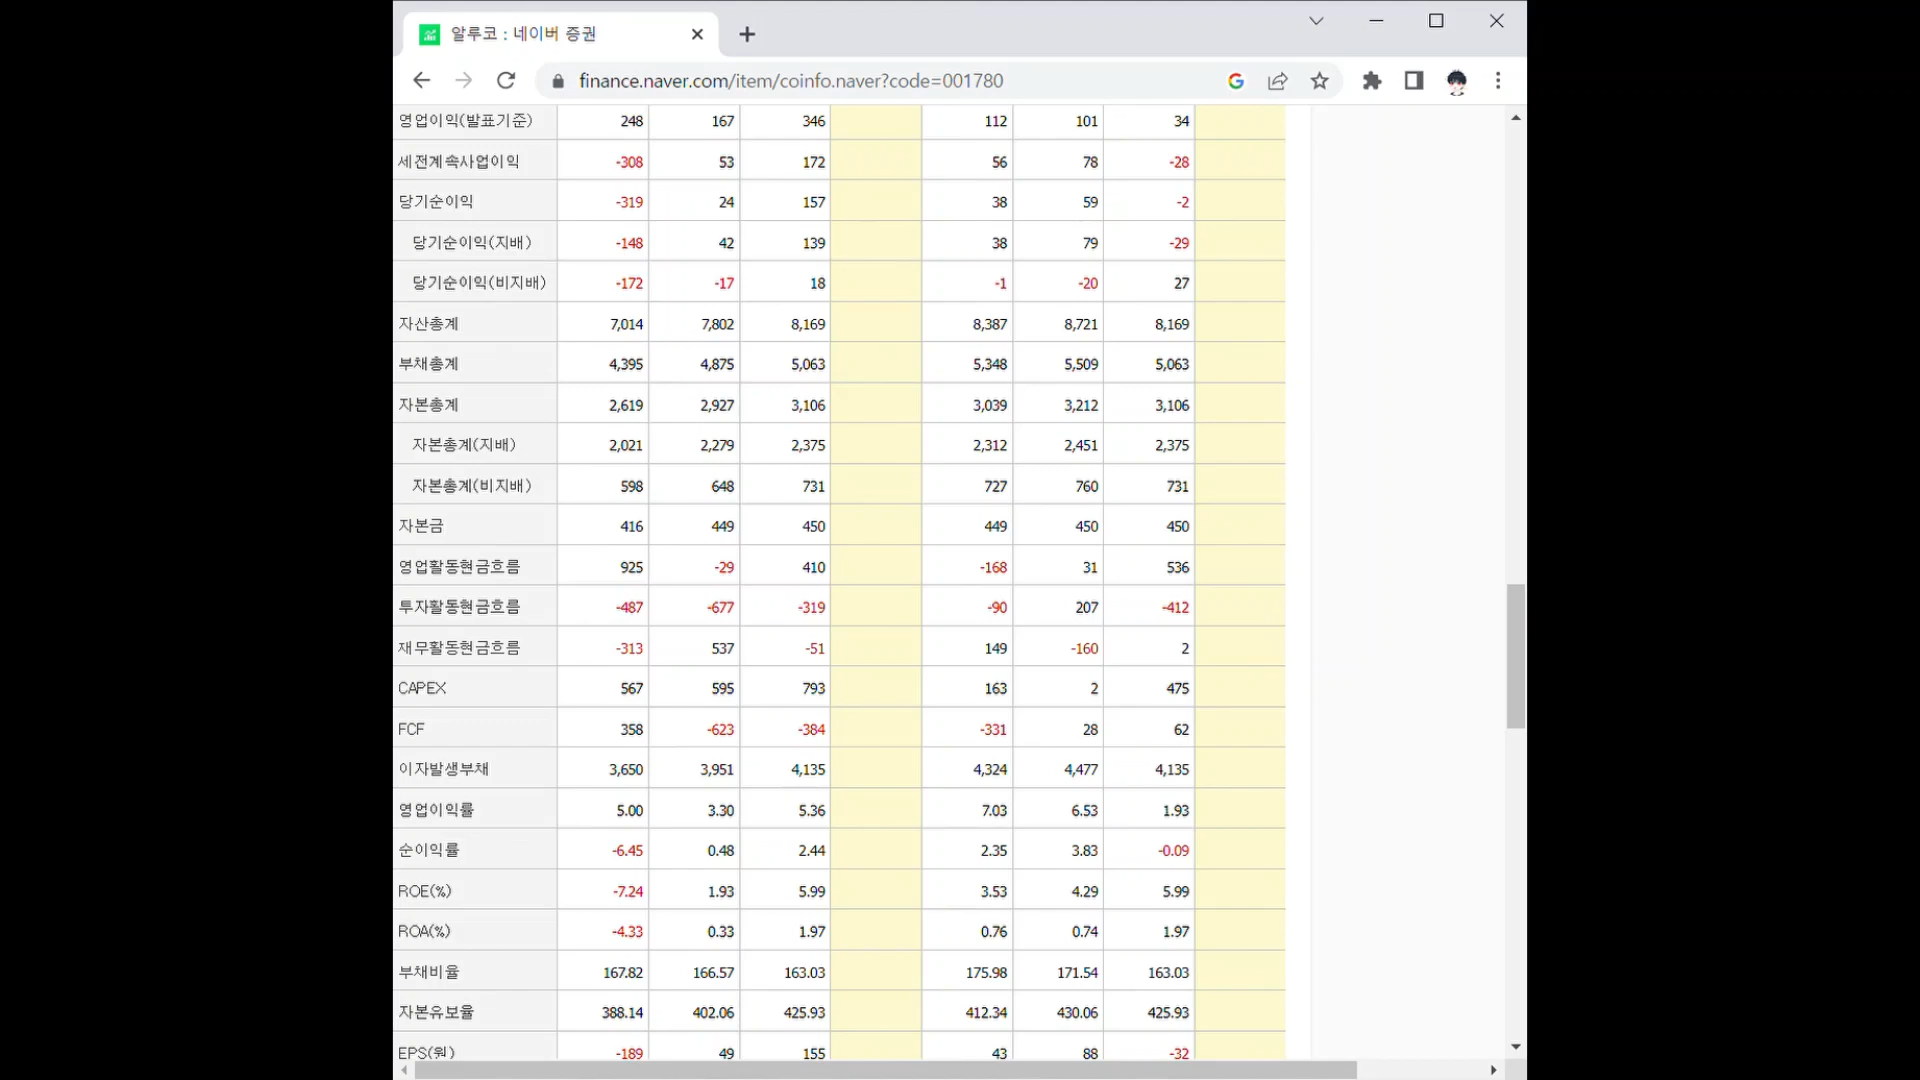 알루코 : 네이버 증권
finance.naver.com/item/coinfo.naver?code=001780
영업이익(발표기준) 248 167 346 112 101 34
세전계속사업이익 -308 53 172 56 78 -28
당기순이익 -319 24 157 38 59 -2
당기순이익(지배) -148 42 139 38 79 -29
당기순이익(비지배) -172 -17 18 -1 -20 27
자산총계 7,014 7,802 8,169 8,387 8,721 8,169
부채총계 4,395 4,875 5,063 5,348 5,509 5,063
자본총계 2,619 2,927 3,106 3,039 3,212 3,106
자본총계(지배) 2,021 2,279 2,375 2,312 2,451 2,375
자본총계(비지배) 598 648 731 727 760 731
자본금 416 449 450 449 450 450
영업활동현금흐름 925 -29 410 -168 31 536
투자활동현금흐름 -487 -677 -319 -90 207 -412
재무활동현금흐름 -313 537 -51 149 -160 2
CAPEX 567 595 793 163 2 475
FCF 358 -623 -384 -331 28 62
이자발생부채 3,650 3,951 4,135 4,324 4,477 4,135
영업이익률 5.00 3.30 5.36 7.03 6.53 1.93
순이익률 -6.45 0.48 2.44 2.35 3.83 -0.09
ROE(%) -7.24 1.93 5.99 3.53 4.29 5.99
ROA(%) -4.33 0.33 1.97 0.76 0.74 1.97
부채비율 167.82 166.57 163.03 175.98 171.54 163.03
자본유보율 388.14 402.06 425.93 412.34 430.06 425.93
EPS(원) -189 49 155 43 88 -32